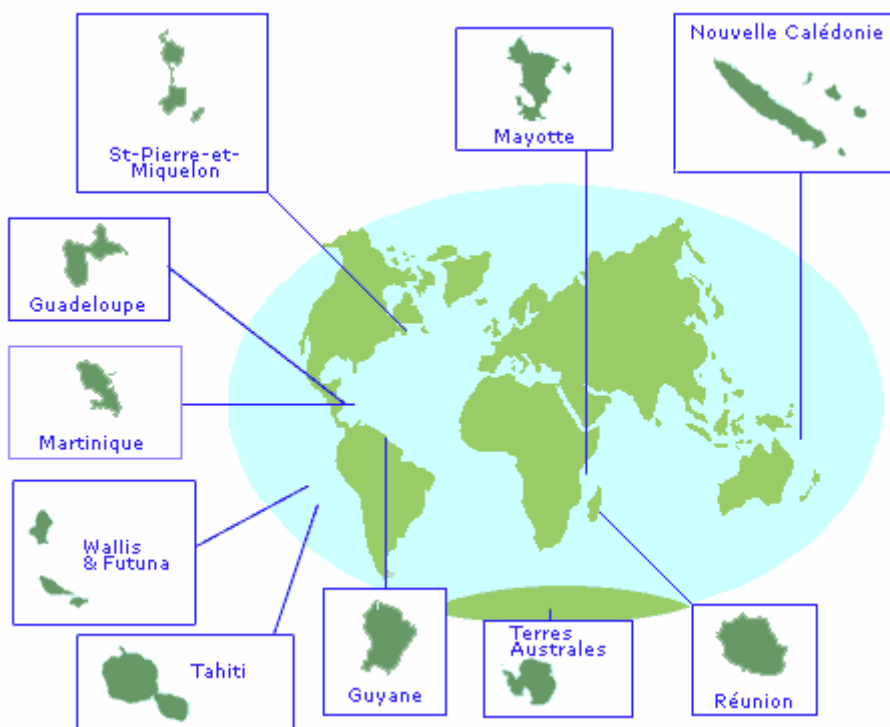 Nouvelle Calédonie
Mayotte
St-Pierre-et-
Miquelon
Guadeloupe
Martinique
Wallis
& Futuna
Tahiti
Guyane
Terres
Australes
Réunion